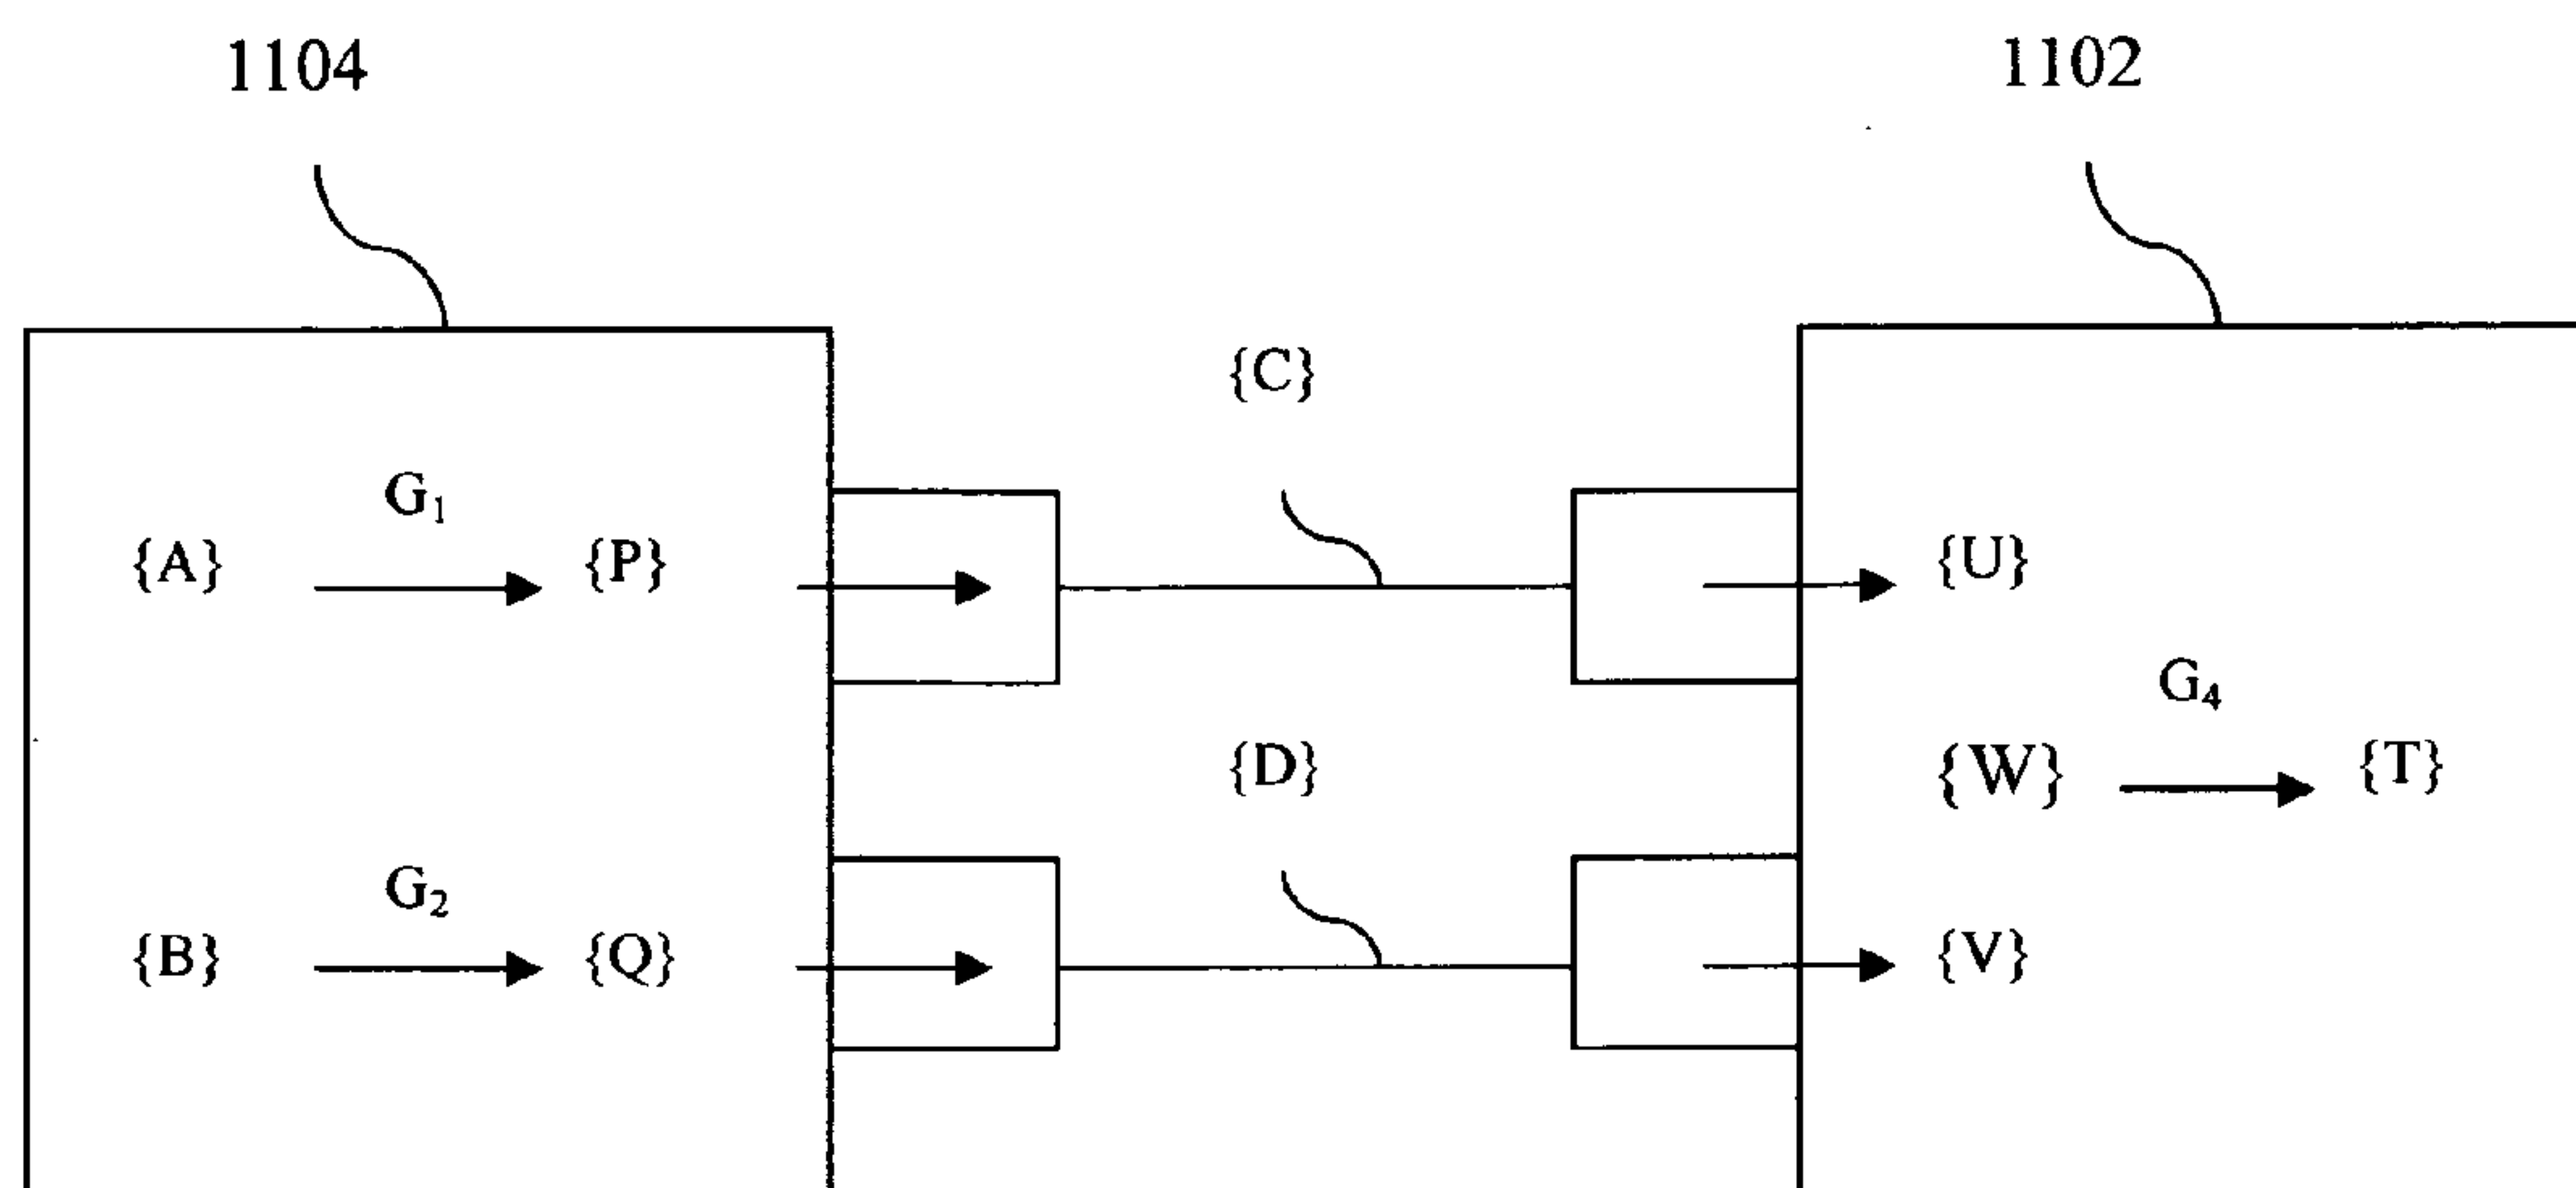 1104
1102
{C}
G₁
{A}
{P}
{U}
G₄
{D}
{W}
{T}
G₂
{B}
{Q}
{V}